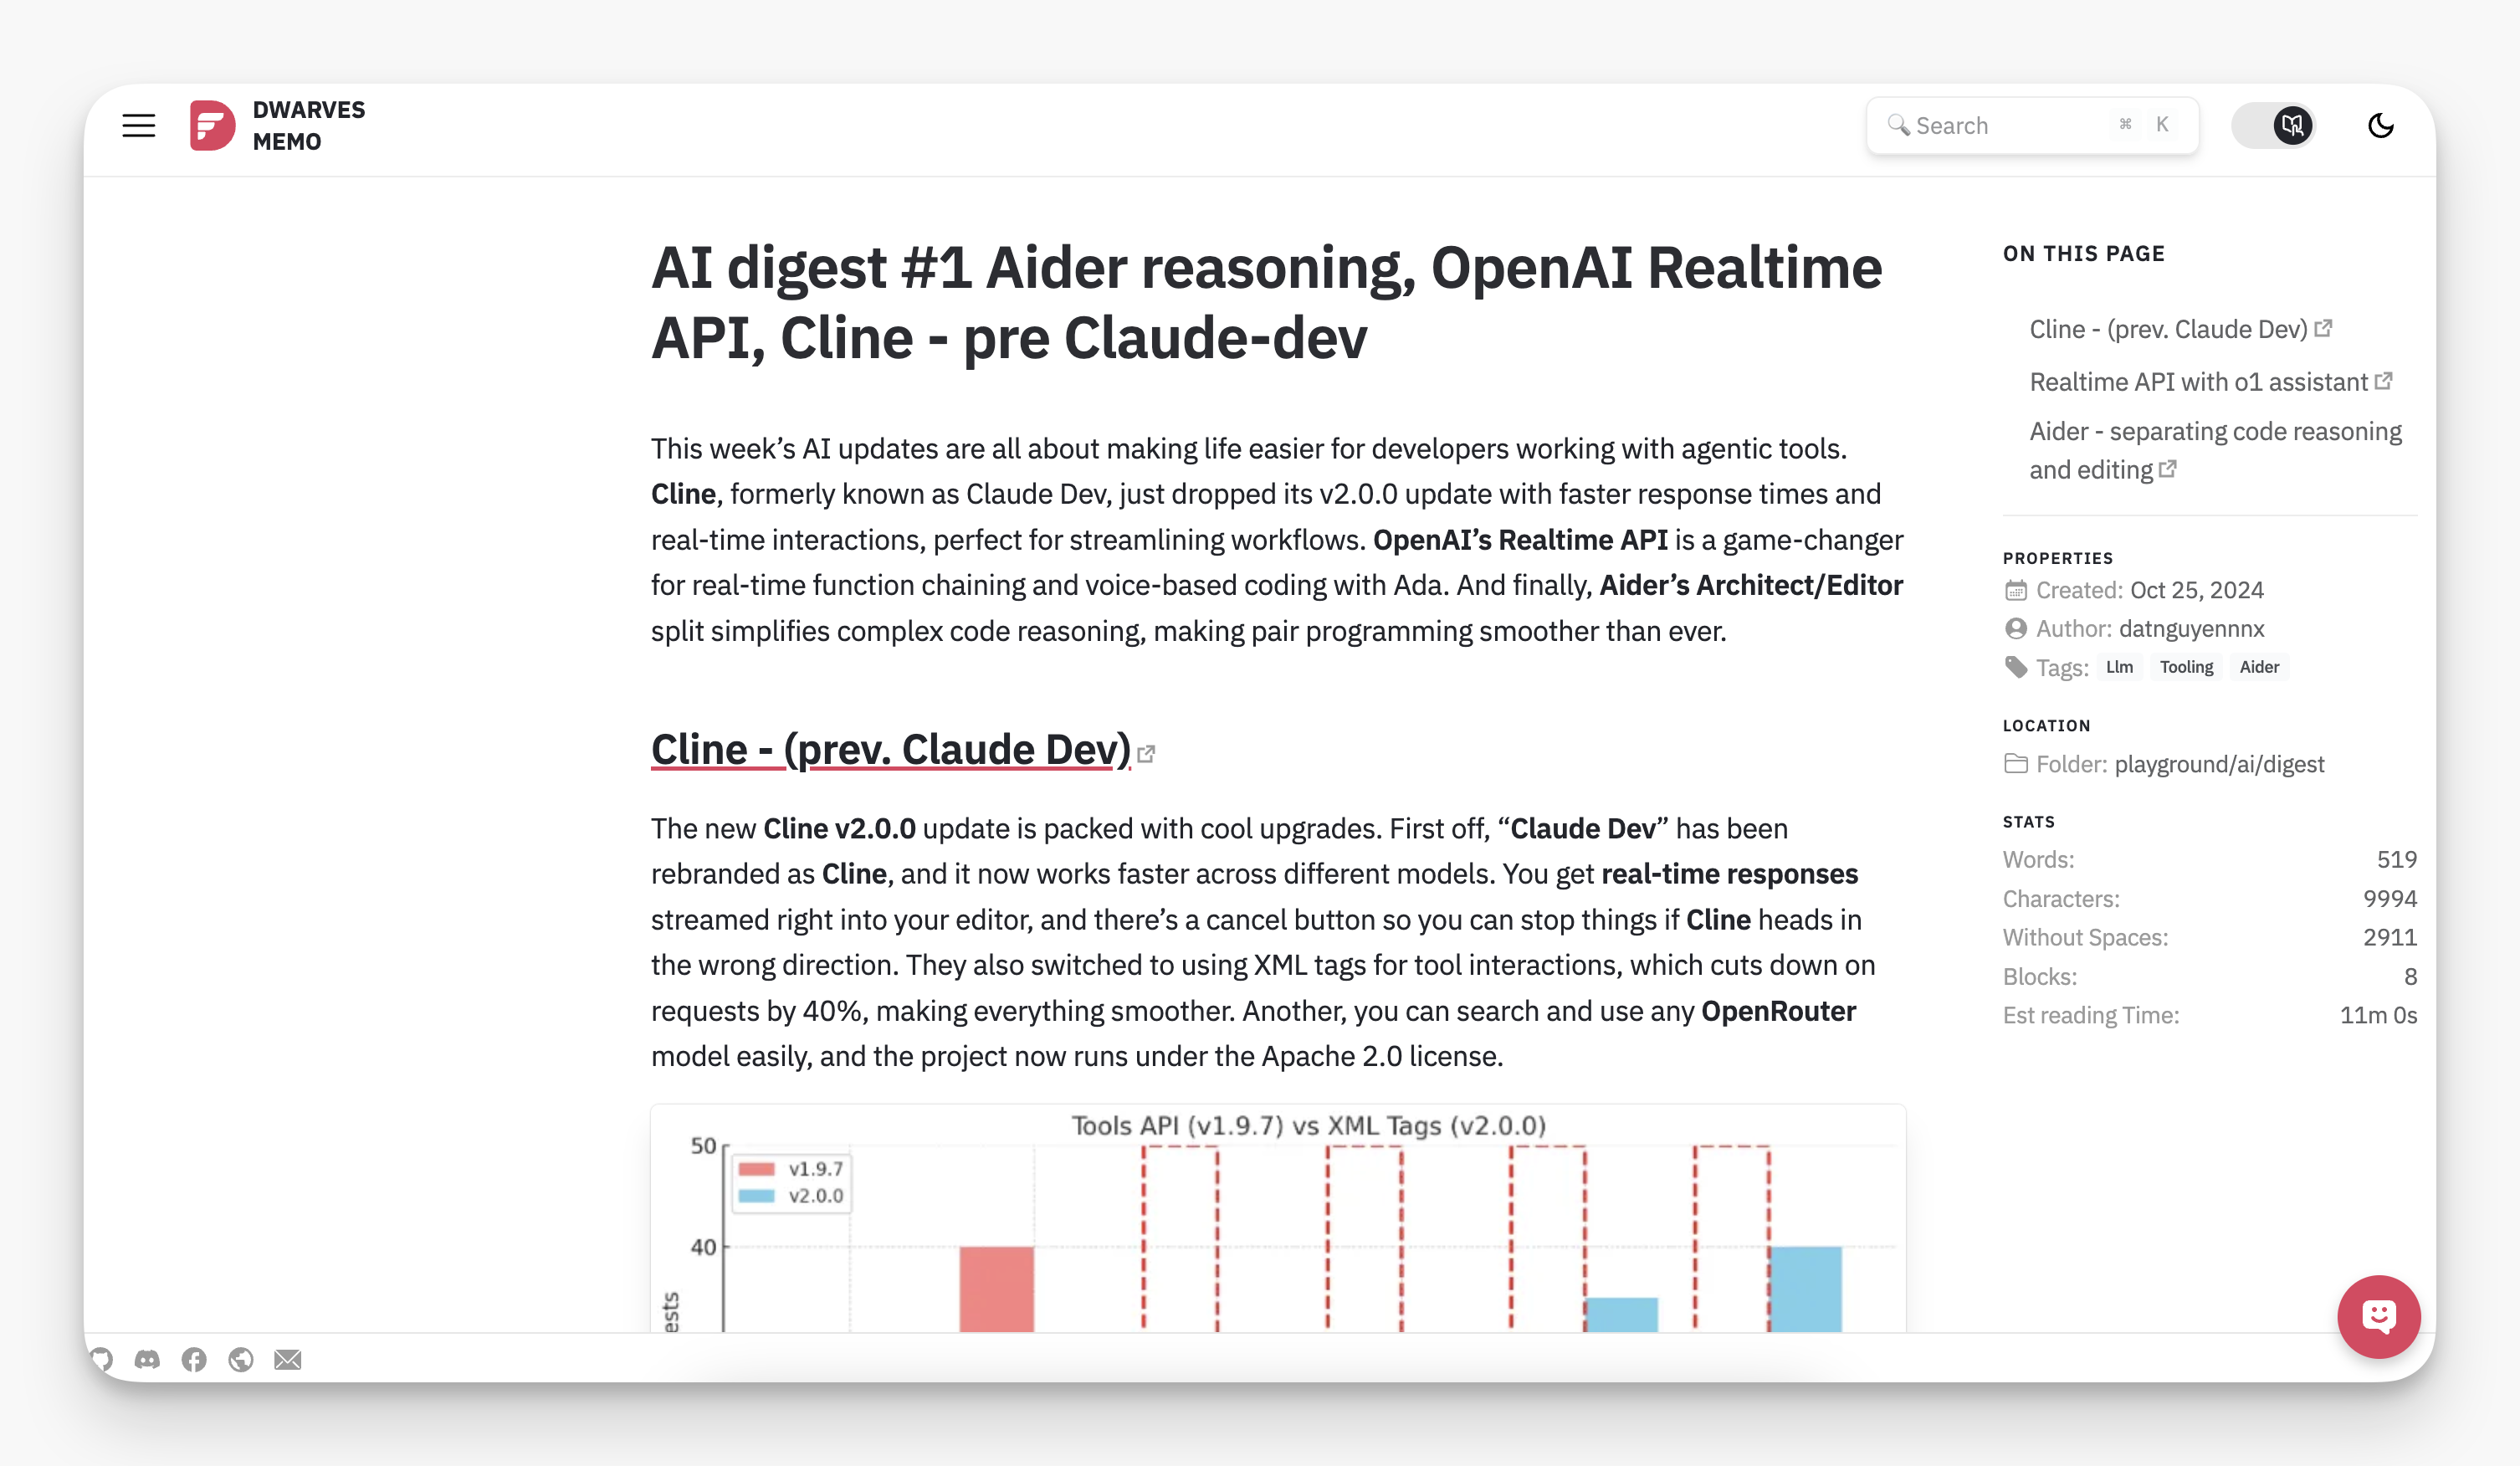 DWARVES
MEMO
Search
⌘ K
AI digest #1 Aider reasoning, OpenAI Realtime
API, Cline - pre Claude-dev
This week’s AI updates are all about making life easier for developers working with agentic tools.
Cline, formerly known as Claude Dev, just dropped its v2.0.0 update with faster response times and
real-time interactions, perfect for streamlining workflows. OpenAI’s Realtime API is a game-changer
for real-time function chaining and voice-based coding with Ada. And finally, Aider’s Architect/Editor
split simplifies complex code reasoning, making pair programming smoother than ever.
Cline - (prev. Claude Dev)
The new Cline v2.0.0 update is packed with cool upgrades. First off, “Claude Dev” has been
rebranded as Cline, and it now works faster across different models. You get real-time responses
streamed right into your editor, and there’s a cancel button so you can stop things if Cline heads in
the wrong direction. They also switched to using XML tags for tool interactions, which cuts down on
requests by 40%, making everything smoother. Another, you can search and use any OpenRouter
model easily, and the project now runs under the Apache 2.0 license.
Tools API (v1.9.7) vs XML Tags (v2.0.0)
50
v1.9.7
v2.0.0
40
ests
ON THIS PAGE
Cline - (prev. Claude Dev)
Realtime API with o1 assistant
Aider - separating code reasoning
and editing
PROPERTIES
Created: Oct 25, 2024
Author: datnguyennnx
Tags: Llm Tooling Aider
LOCATION
Folder: playground/ai/digest
STATS
Words: 519
Characters: 9994
Without Spaces: 2911
Blocks: 8
Est reading Time: 11m 0s